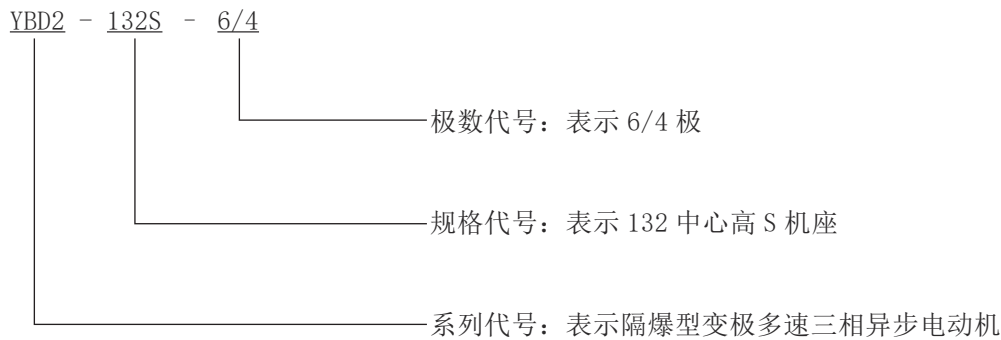 YBD2 - 132S - 6/4
极数代号：表示 6/4 极
规格代号：表示 132 中心高 S 机座
系列代号：表示隔爆型变极多速三相异步电动机